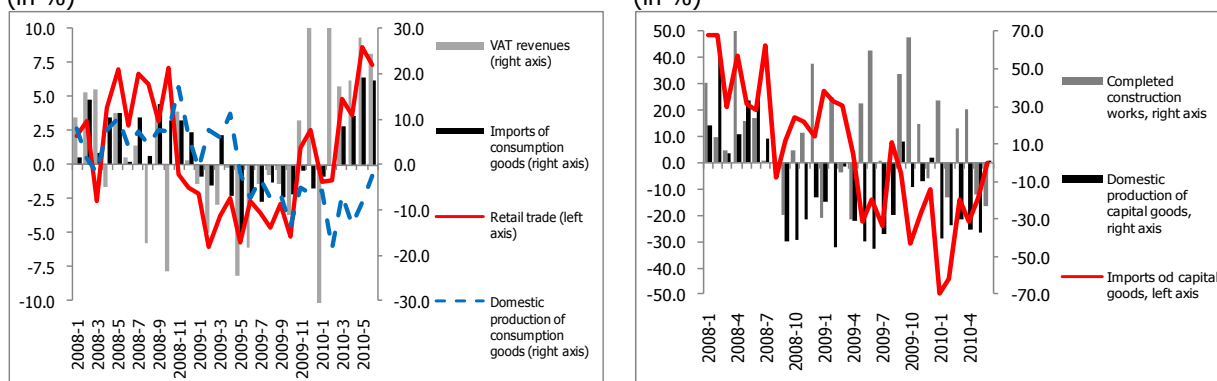 (in %)
10.0
7.5
5.0
2.5
0.0
-2.5
-5.0
-7.5
-10.0
30.0
20.0
10.0
0.0
-10.0
-20.0
-30.0
2008-1
2008-3
2008-5
2008-7
2008-9
2008-11
2009-1
2009-3
2009-5
2009-7
2009-9
2009-11
2010-1
2010-3
2010-5
VAT revenues
(right axis)
Imports of
consumption
goods (right axis)
Retail trade (left
axis)
Domestic
production of
consumption
goods (right axis)
(in %)
50.0
40.0
30.0
20.0
10.0
0.0
-10.0
-20.0
-30.0
-40.0
-50.0
70.0
50.0
30.0
10.0
-10.0
-30.0
-50.0
-70.0
2008-1
2008-4
2008-7
2008-10
2009-1
2009-4
2009-7
2009-10
2010-1
2010-4
Completed
construction
works, right axis
Domestic
production of
capital goods,
right axis
Imports od capital
goods, left axis